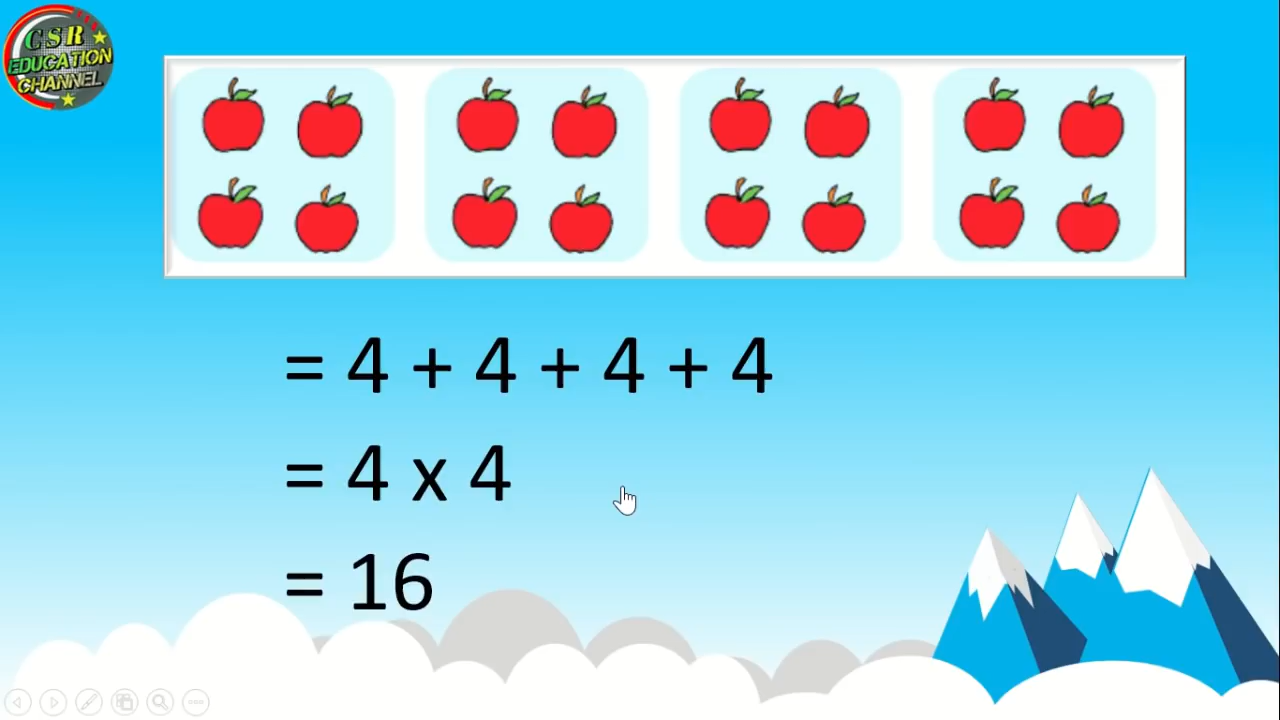 CSR
EDUCATION
CHANNEL
= 4 + 4 + 4 + 4
= 4 x 4
= 16